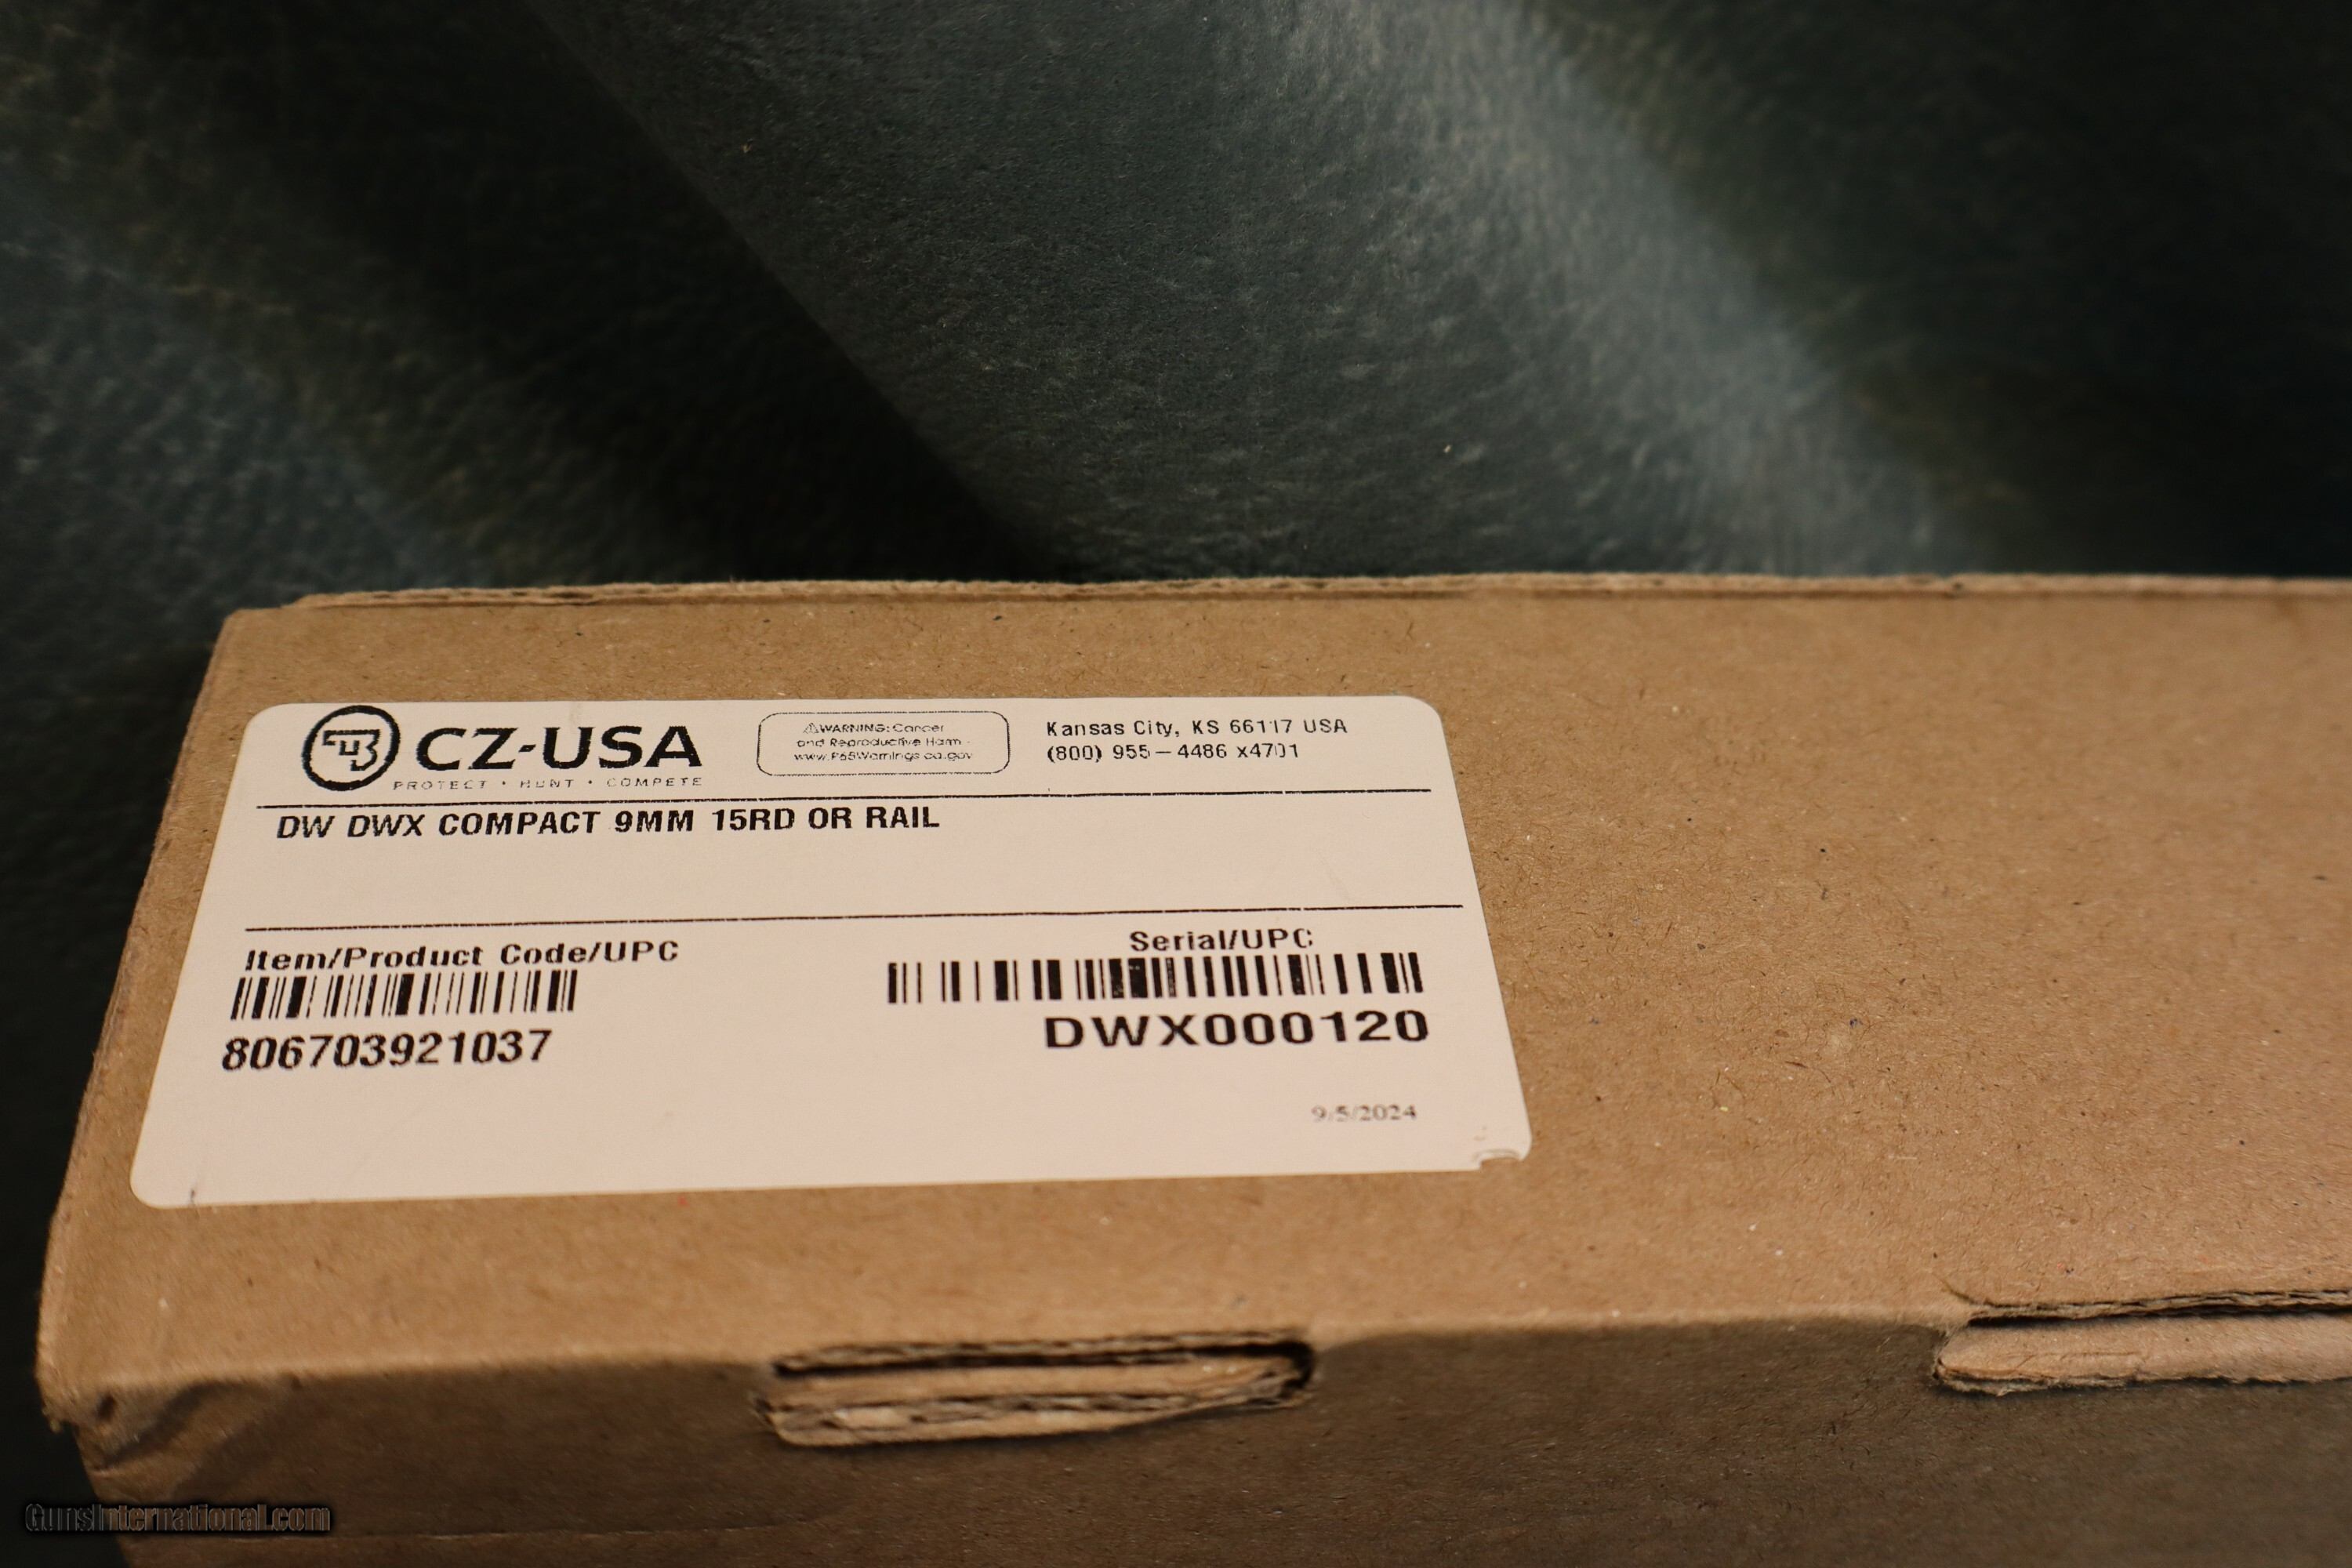 CZ-USA
PROTECT • HUNT • COMPETE
⚠WARNING: Cancer
and Reproductive Harm -
www.P65Warnings.ca.gov
Kansas City, KS 66117 USA
(800) 955-4486 x4701
DW DWX COMPACT 9MM 15RD OR RAIL
Item/Product Code/UPC
806703921037
Serial/UPC
DWX000120
9/5/2024
GunsInternational.com